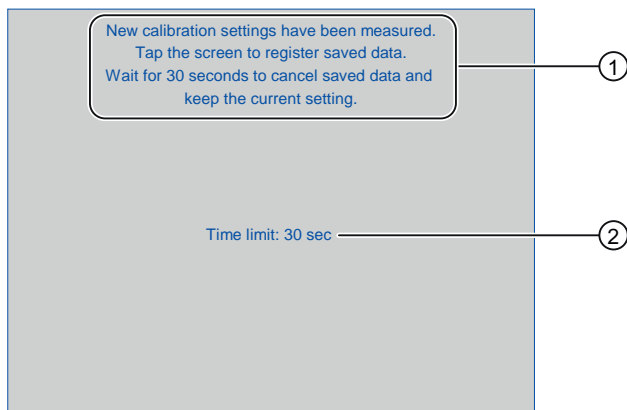 New calibration settings have been measured.
Tap the screen to register saved data.
Wait for 30 seconds to cancel saved data and
keep the current setting.
1
Time limit: 30 sec
2